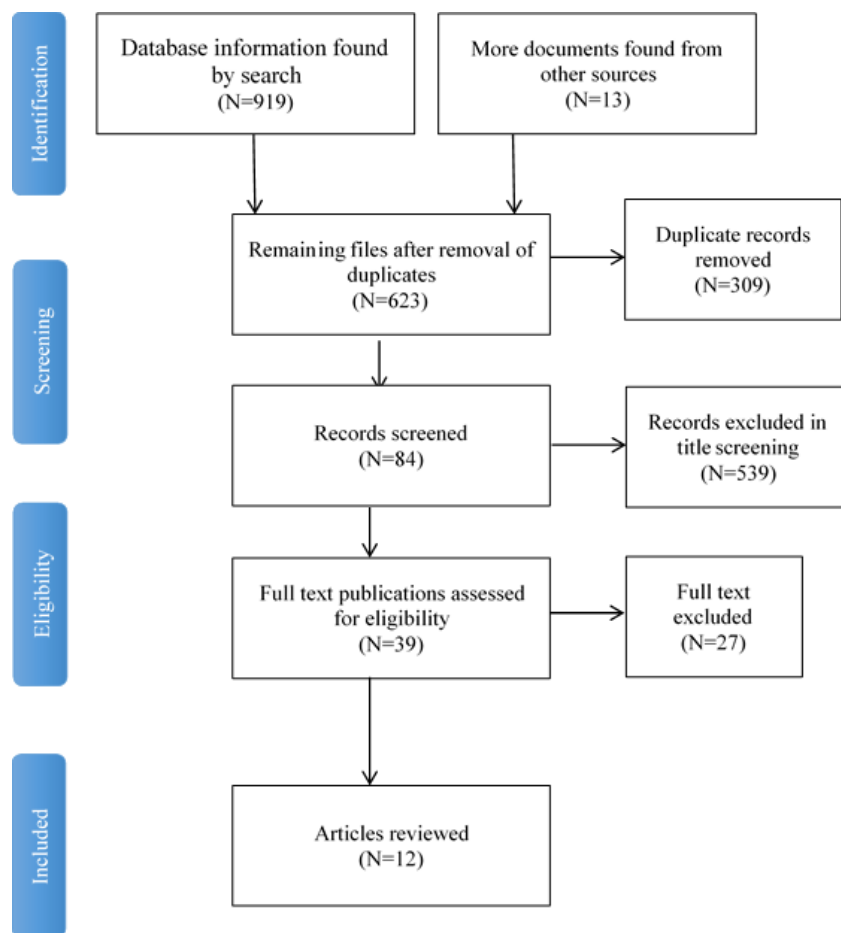 Identification
Database information found
by search
(N=919)
More documents found from
other sources
(N=13)
Remaining files after removal of
duplicates
(N=623)
Duplicate records
removed
(N=309)
Screening
Records screened
(N=84)
Records excluded in
title screening
(N=539)
Eligibility
Full text publications assessed
for eligibility
(N=39)
Full text
excluded
(N=27)
Included
Articles reviewed
(N=12)